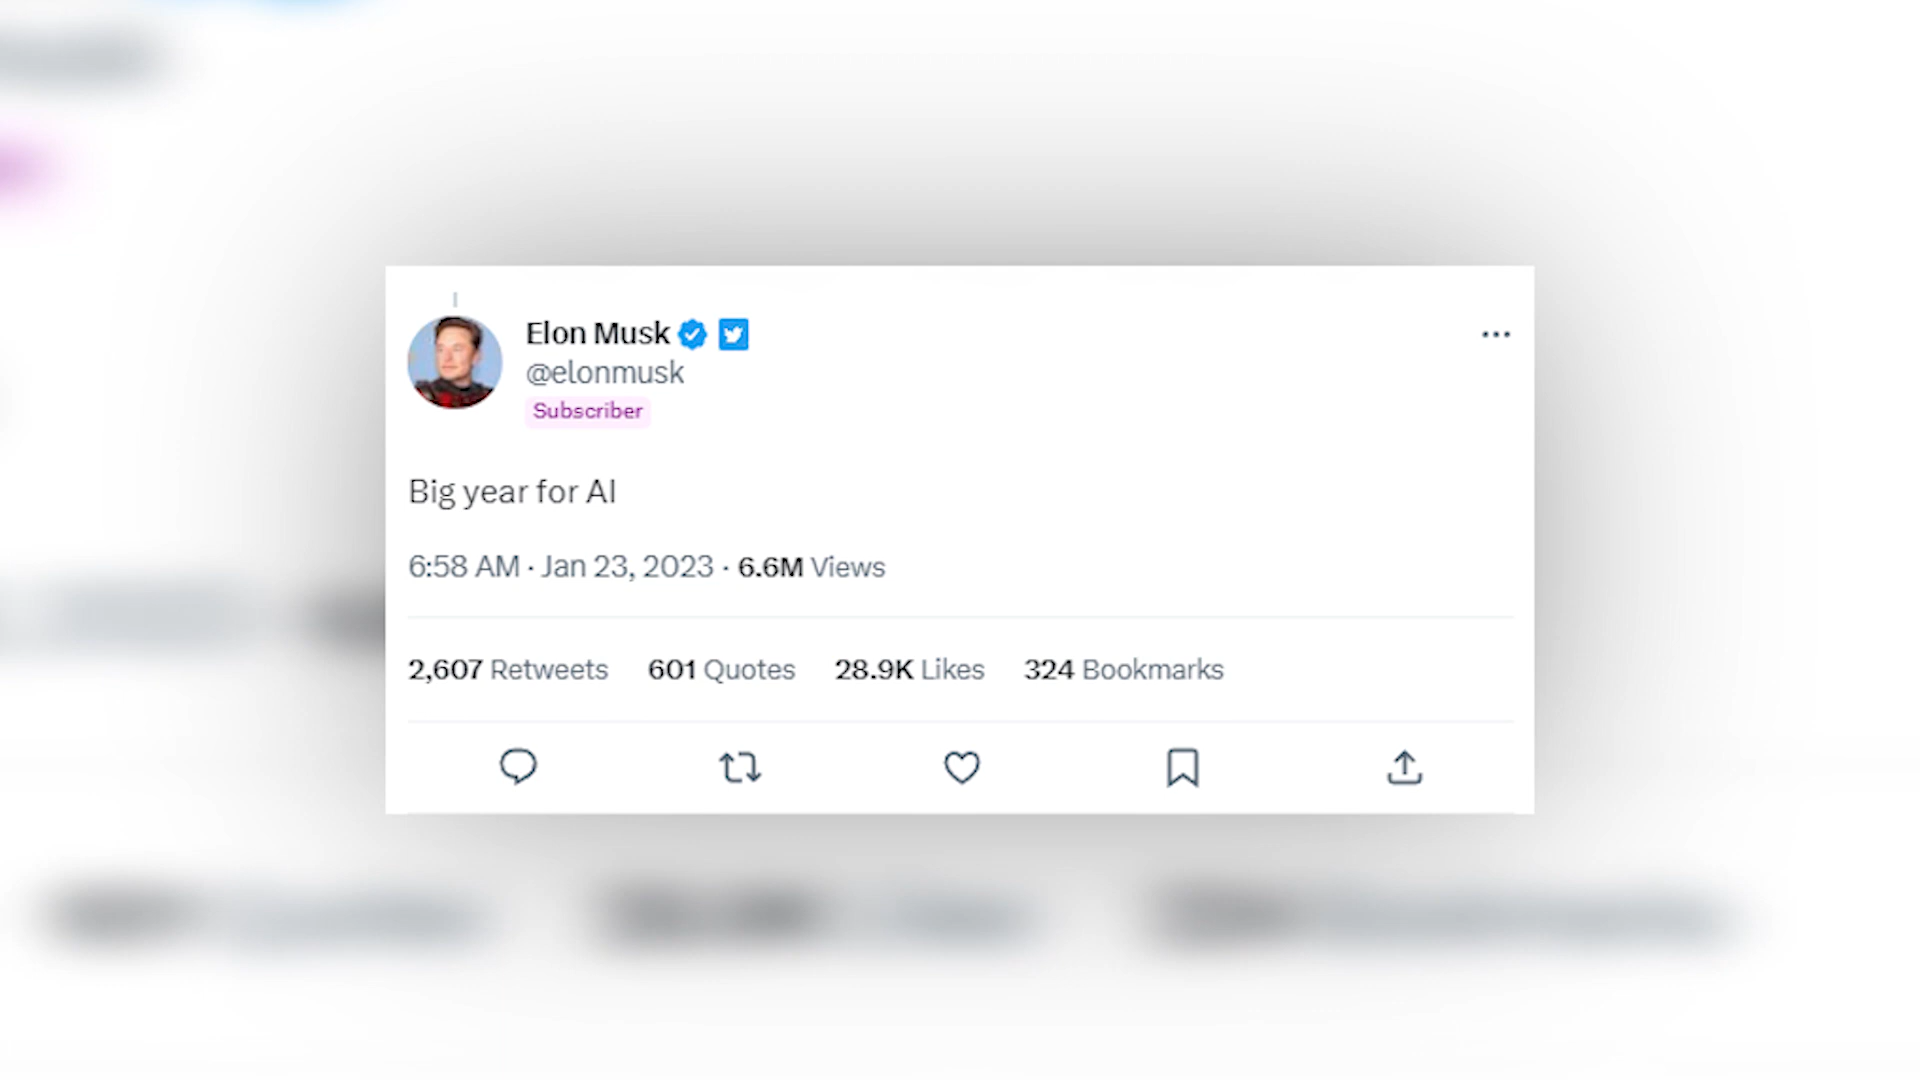 Elon Musk
@elonmusk
Subscriber
Big year for AI
6:58 AM · Jan 23, 2023 · 6.6M Views
2,607 Retweets 601 Quotes 28.9K Likes 324 Bookmarks